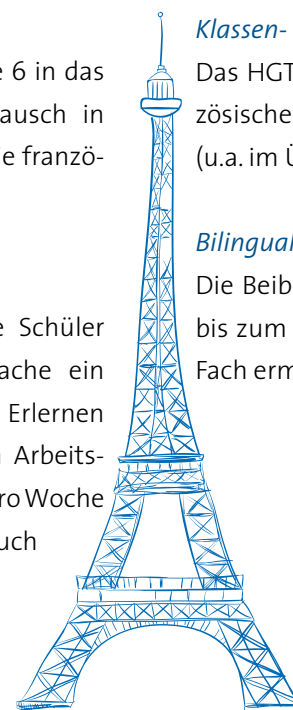 e 6 in das
ausch in
ie franzö-
e Schüler
ache ein
Erlernen
n Arbeits-
ro Woche
uch
Klassen-
Das HGT
zösische
(u.a. im Ü
Bilingual
Die Beib
bis zum
Fach erm